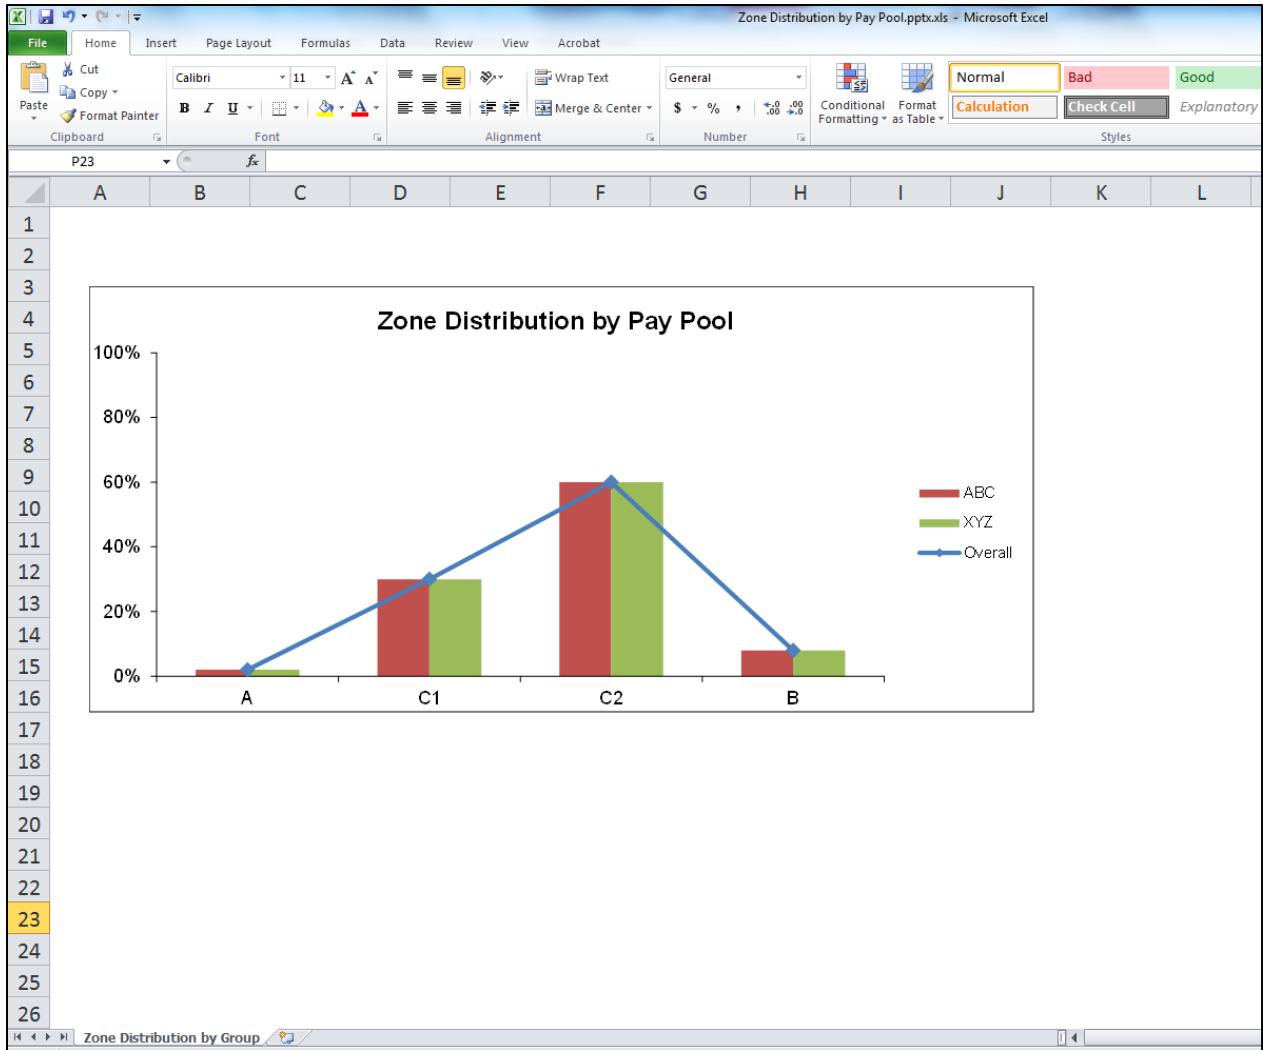 Zone Distribution by Pay Pool.pptx.xls - Microsoft Excel
File Home Insert Page Layout Formulas Data Review View Acrobat
Cut
Copy
Format Painter
Paste
Calibri 11 A A
B I U A
Wrap Text
Merge & Center
General
$ % , .0 .00 .00 .0
Conditional Formatting
Format as Table
Normal Bad Good
Calculation Check Cell Explanatory
Clipboard Font Alignment Number Styles
P23 fx
A B C D E F G H I J K L
1
2
3
4
5
6
7
8
9
10
11
12
13
14
15
16
17
18
19
20
21
22
23
24
25
26
Zone Distribution by Pay Pool
100%
80%
60%
40%
20%
0%
A C1 C2 B
ABC
XYZ
Overall
Zone Distribution by Group